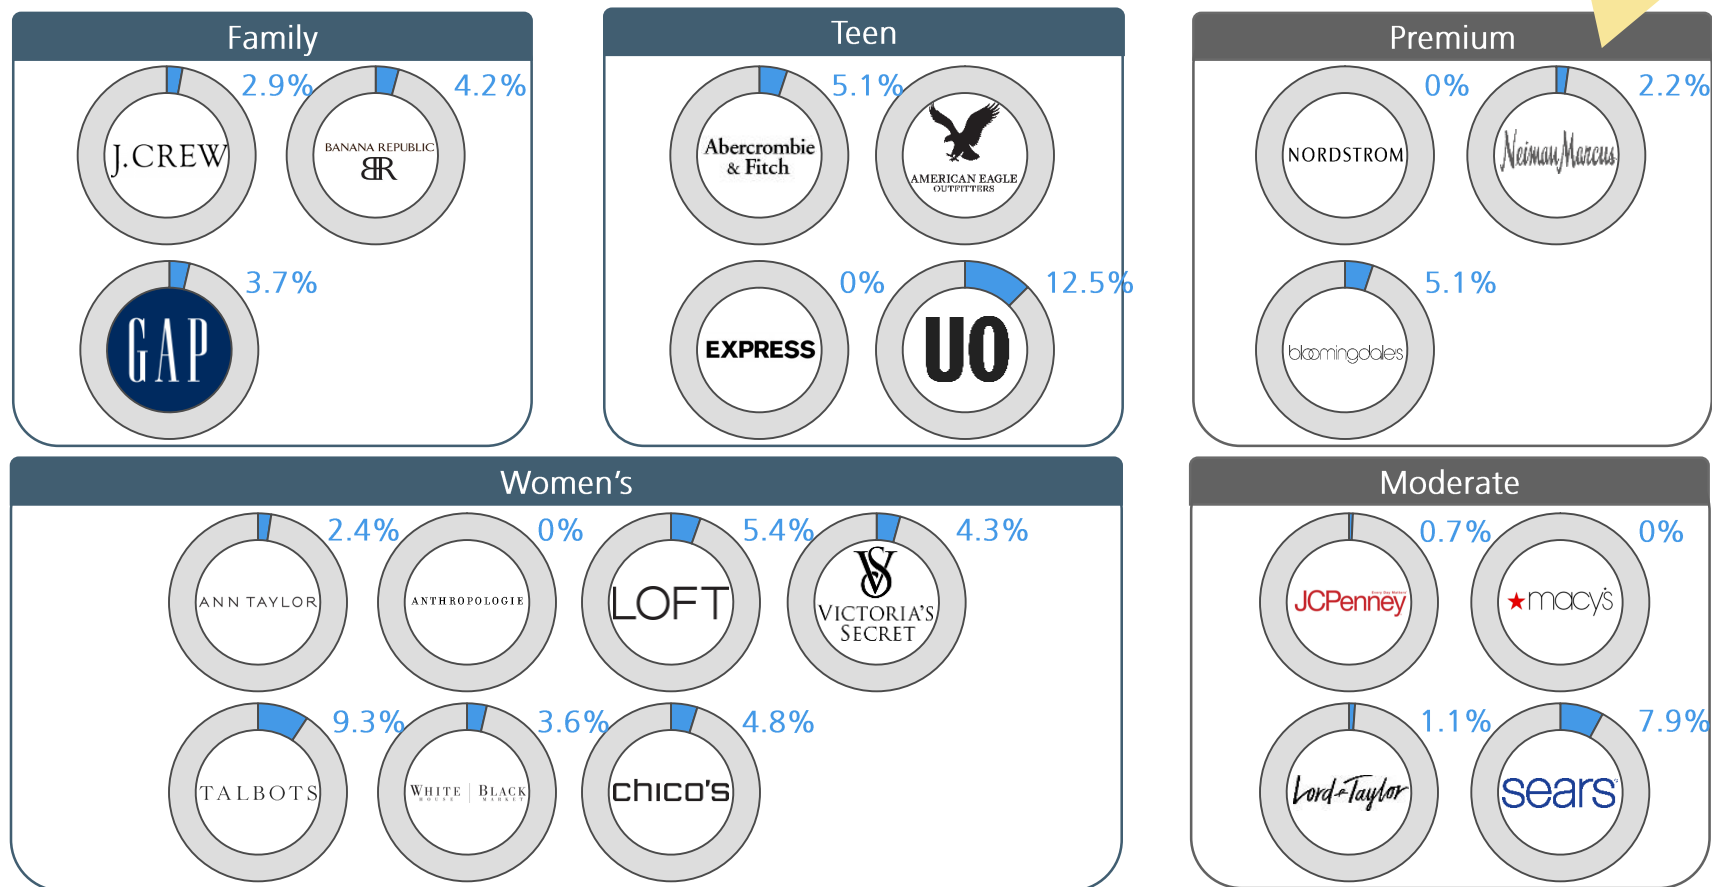 Family
2.9%
4.2%
J.CREW
BANANA REPUBLIC
BR
3.7%
GAP
Teen
5.1%
Abercrombie
& Fitch
AMERICAN EAGLE
OUTFITTERS
0%
12.5%
EXPRESS
UO
Premium
0%
2.2%
NORDSTROM
Neiman Marcus
5.1%
bloomingdales
Women's
2.4%
0%
5.4%
4.3%
ANN TAYLOR
ANTHROPOLOGIE
LOFT
VS
VICTORIA'S
SECRET
9.3%
3.6%
4.8%
TALBOTS
WHITE | BLACK
HOUSE MARKET
chico's
Moderate
0.7%
0%
JCPenney
macy's
1.1%
7.9%
Lord & Taylor
sears